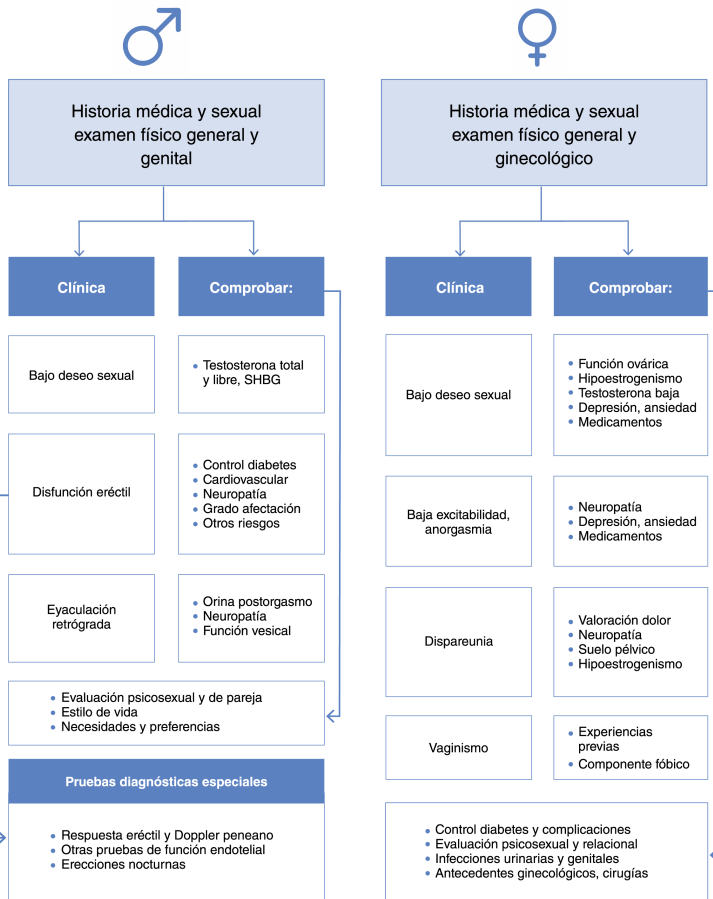 Historia médica y sexual
examen físico general y
genital
Clínica
Comprobar:
Bajo deseo sexual
• Testosterona total
y libre, SHBG
Disfunción eréctil
• Control diabetes
• Cardiovascular
• Neuropatía
• Grado afectación
• Otros riesgos
Eyaculación
retrógrada
• Orina postorgasmo
• Neuropatía
• Función vesical
• Evaluación psicosexual y de pareja
• Estilo de vida
• Necesidades y preferencias
Pruebas diagnósticas especiales
• Respuesta eréctil y Doppler peneano
• Otras pruebas de función endotelial
• Erecciones nocturnas
Historia médica y sexual
examen físico general y
ginecológico
Clínica
Comprobar:
Bajo deseo sexual
• Función ovárica
• Hipoestrogenismo
• Testosterona baja
• Depresión, ansiedad
• Medicamentos
Baja excitabilidad,
anorgasmia
• Neuropatía
• Depresión, ansiedad
• Medicamentos
Dispareunia
• Valoración dolor
• Neuropatía
• Suelo pélvico
• Hipoestrogenismo
Vaginismo
• Experiencias
previas
• Componente fóbico
• Control diabetes y complicaciones
• Evaluación psicosexual y relacional
• Infecciones urinarias y genitales
• Antecedentes ginecológicos, cirugías